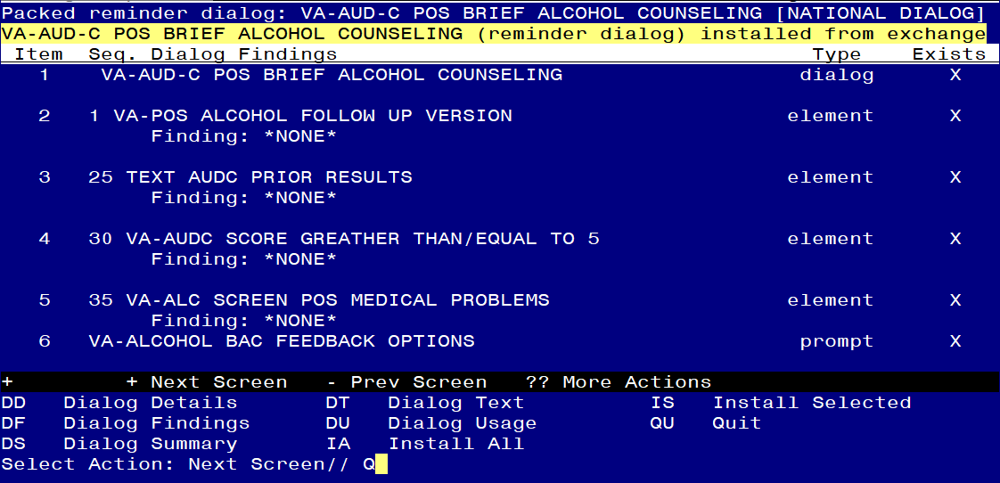 Packed reminder dialog: VA-AUD-C POS BRIEF ALCOHOL COUNSELING [NATIONAL DIALOG]
VA-AUD-C POS BRIEF ALCOHOL COUNSELING (reminder dialog) installed from exchange
Item Seq. Dialog Findings Type Exists
1 VA-AUD-C POS BRIEF ALCOHOL COUNSELING dialog X
2 1 VA-POS ALCOHOL FOLLOW UP VERSION element X
Finding: *NONE*
3 25 TEXT AUDC PRIOR RESULTS element X
Finding: *NONE*
4 30 VA-AUDC SCORE GREATHER THAN/EQUAL TO 5 element X
Finding: *NONE*
5 35 VA-ALC SCREEN POS MEDICAL PROBLEMS element X
Finding: *NONE*
6 VA-ALCOHOL BAC FEEDBACK OPTIONS prompt X
+ + Next Screen - Prev Screen ?? More Actions
DD Dialog Details DT Dialog Text IS Install Selected
DF Dialog Findings DU Dialog Usage QU Quit
DS Dialog Summary IA Install All
Select Action: Next Screen// Q